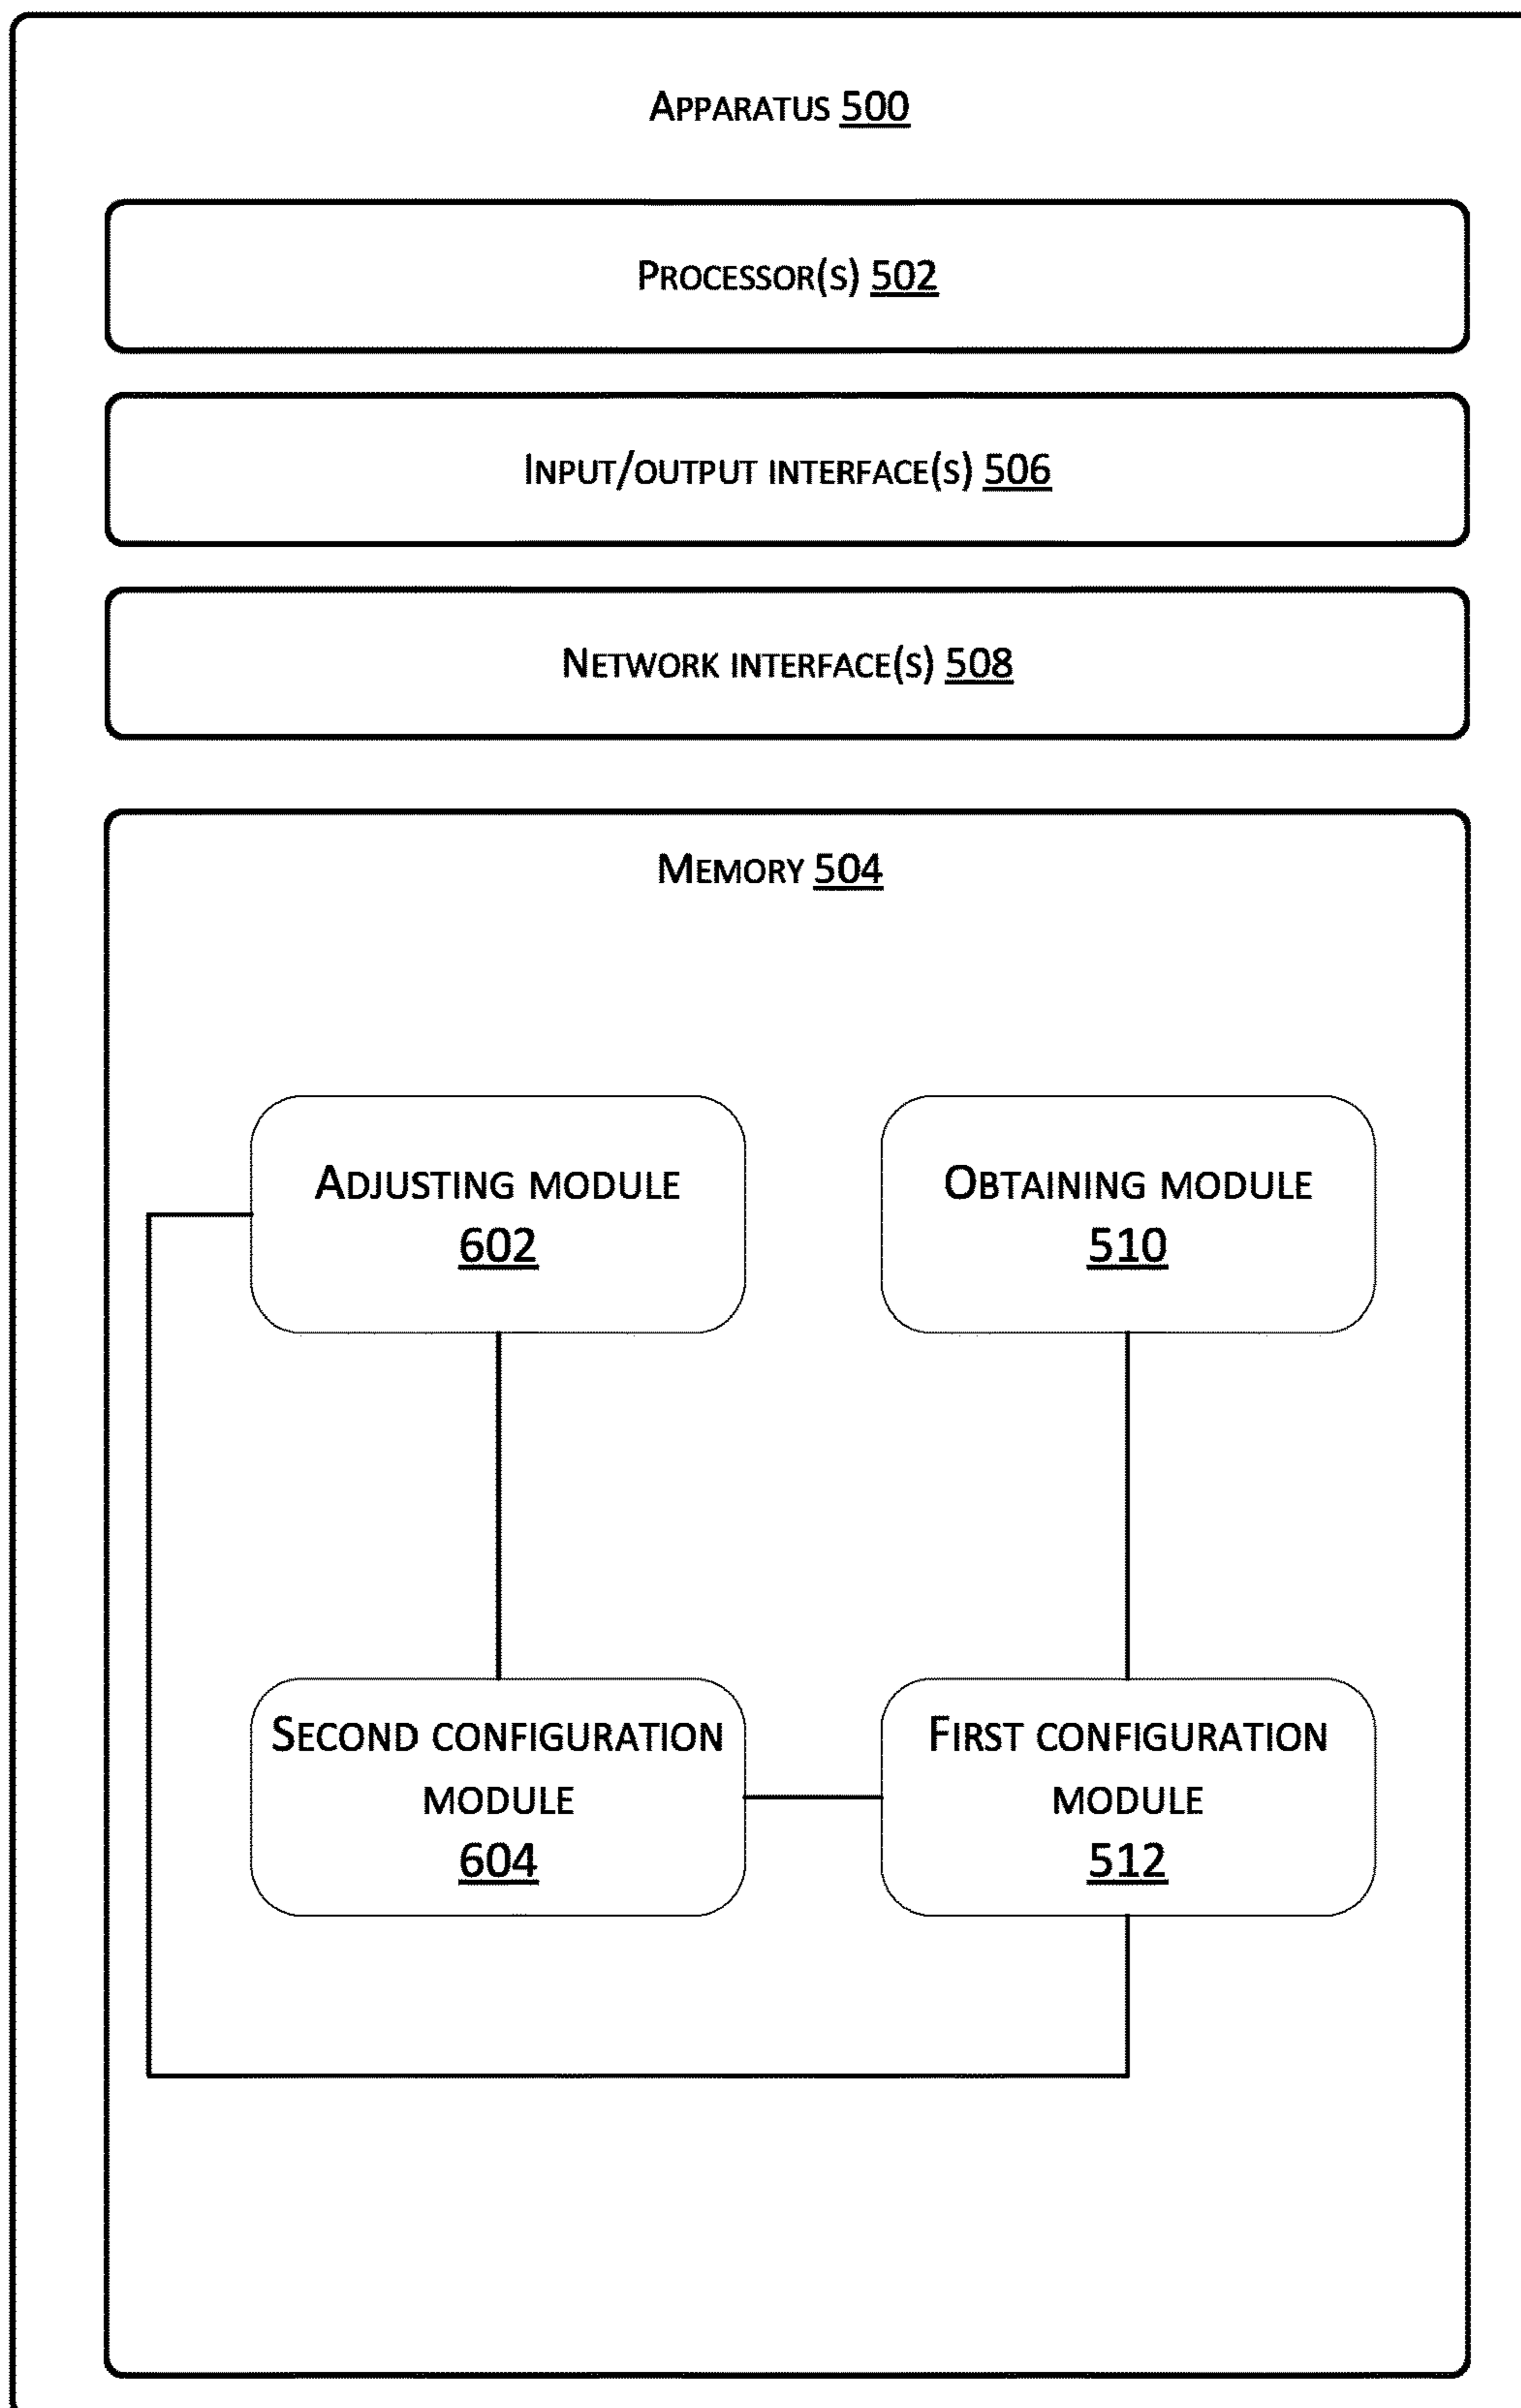 APPARATUS 500
PROCESSOR(S) 502
INPUT/OUTPUT INTERFACE(S) 506
NETWORK INTERFACE(S) 508
MEMORY 504
ADJUSTING MODULE
602
OBTAINING MODULE
510
SECOND CONFIGURATION
MODULE
604
FIRST CONFIGURATION
MODULE
512